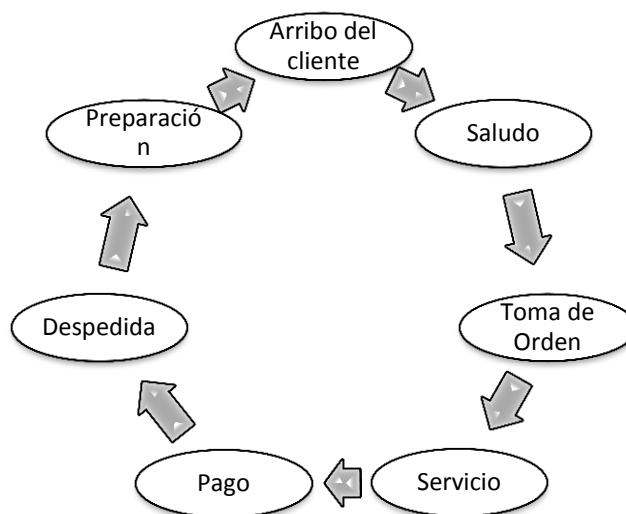 Arribo del
cliente
Saludo
Toma de
Orden
Servicio
Pago
Despedida
Preparació
n